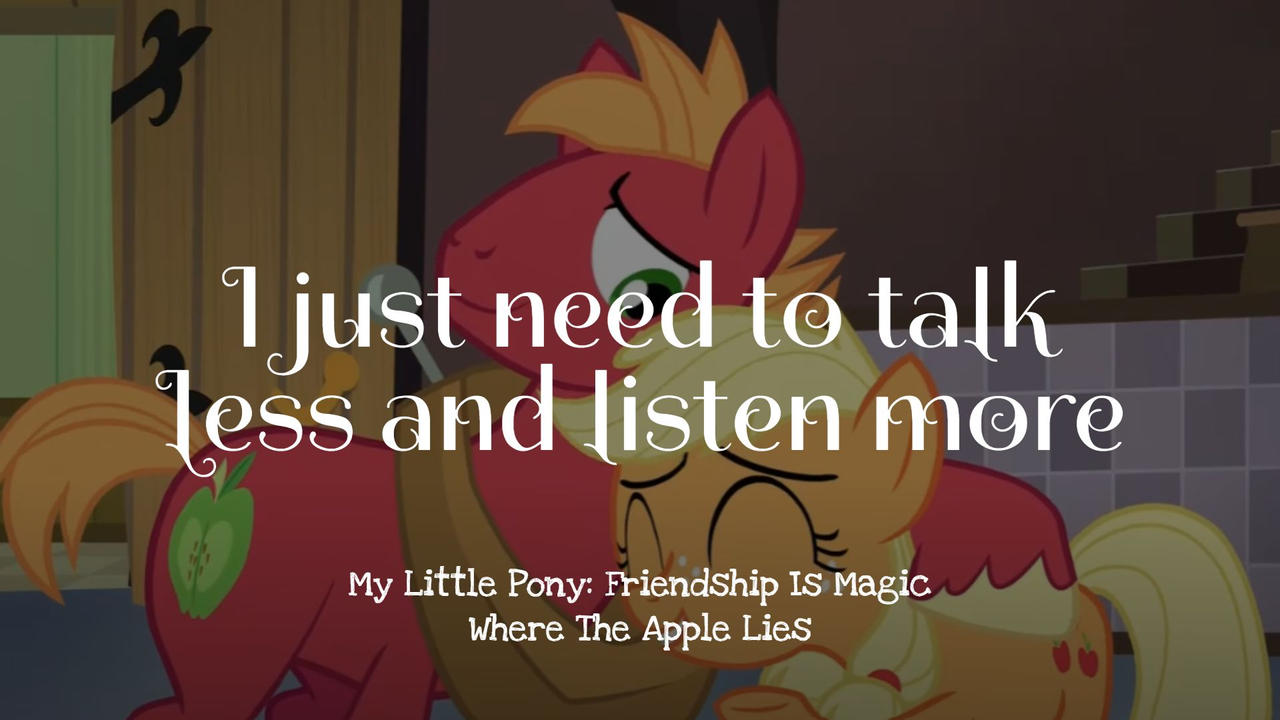 I just need to talk
less and listen more
My Little Pony: Friendship Is Magic
Where The Apple Lies